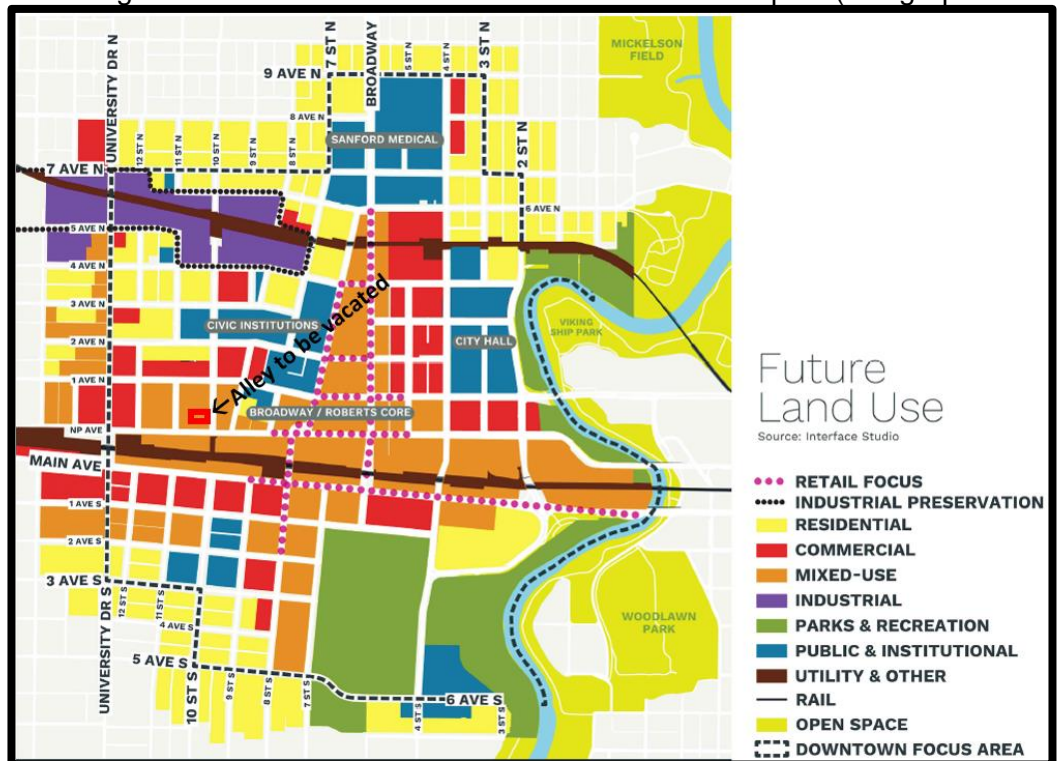 MICKELSON
FIELD
7 ST N
BROADWAY
5 ST N
4 ST N
3 ST N
9 AVE N
UNIVERSITY DR N
8 AVE N
SANFORD MEDICAL
12 ST N
11 ST N
10 ST N
9 ST N
8 ST N
2 ST N
7 AVE N
6 AVE N
5 AVE N
4 AVE N
3 AVE N
CIVIC INSTITUTIONS
VIKING
SHIP PARK
CITY HALL
2 AVE N
Alley to be vacated
1 AVE N
BROADWAY / ROBERTS CORE
NP AVE
MAIN AVE
1 AVE S
2 AVE S
3 AVE S
12 ST S
11 ST S
4 AVE S
WOODLAWN
PARK
UNIVERSITY DR S
5 AVE S
10 ST S
9 ST S
8 ST S
7 ST S
6 AVE S
4 ST S
3 ST S
Future
Land Use
Source: Interface Studio
RETAIL FOCUS
INDUSTRIAL PRESERVATION
RESIDENTIAL
COMMERCIAL
MIXED-USE
INDUSTRIAL
PARKS & RECREATION
PUBLIC & INSTITUTIONAL
UTILITY & OTHER
RAIL
OPEN SPACE
DOWNTOWN FOCUS AREA